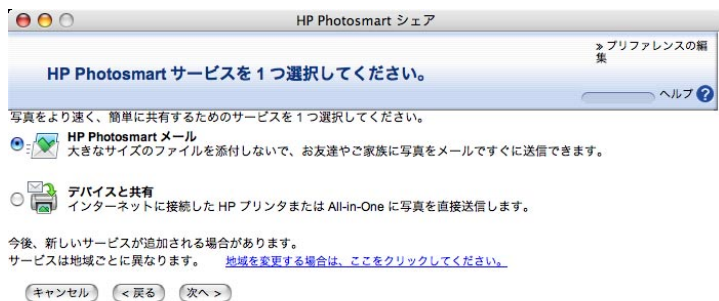 HP Photosmart シェア
» プリファレンスの編
集
HP Photosmart サービスを 1 つ選択してください。
ヘルプ ?
写真をより速く、簡単に共有するためのサービスを 1 つ選択してください。
HP Photosmart メール
大きなサイズのファイルを添付しないで、お友達やご家族に写真をメールですぐに送信できます。
デバイスと共有
インターネットに接続した HP プリンタまたは All-in-One に写真を直接送信します。
今後、新しいサービスが追加される場合があります。
サービスは地域ごとに異なります。 地域を変更する場合は、ここをクリックしてください。
キャンセル < 戻る 次へ >